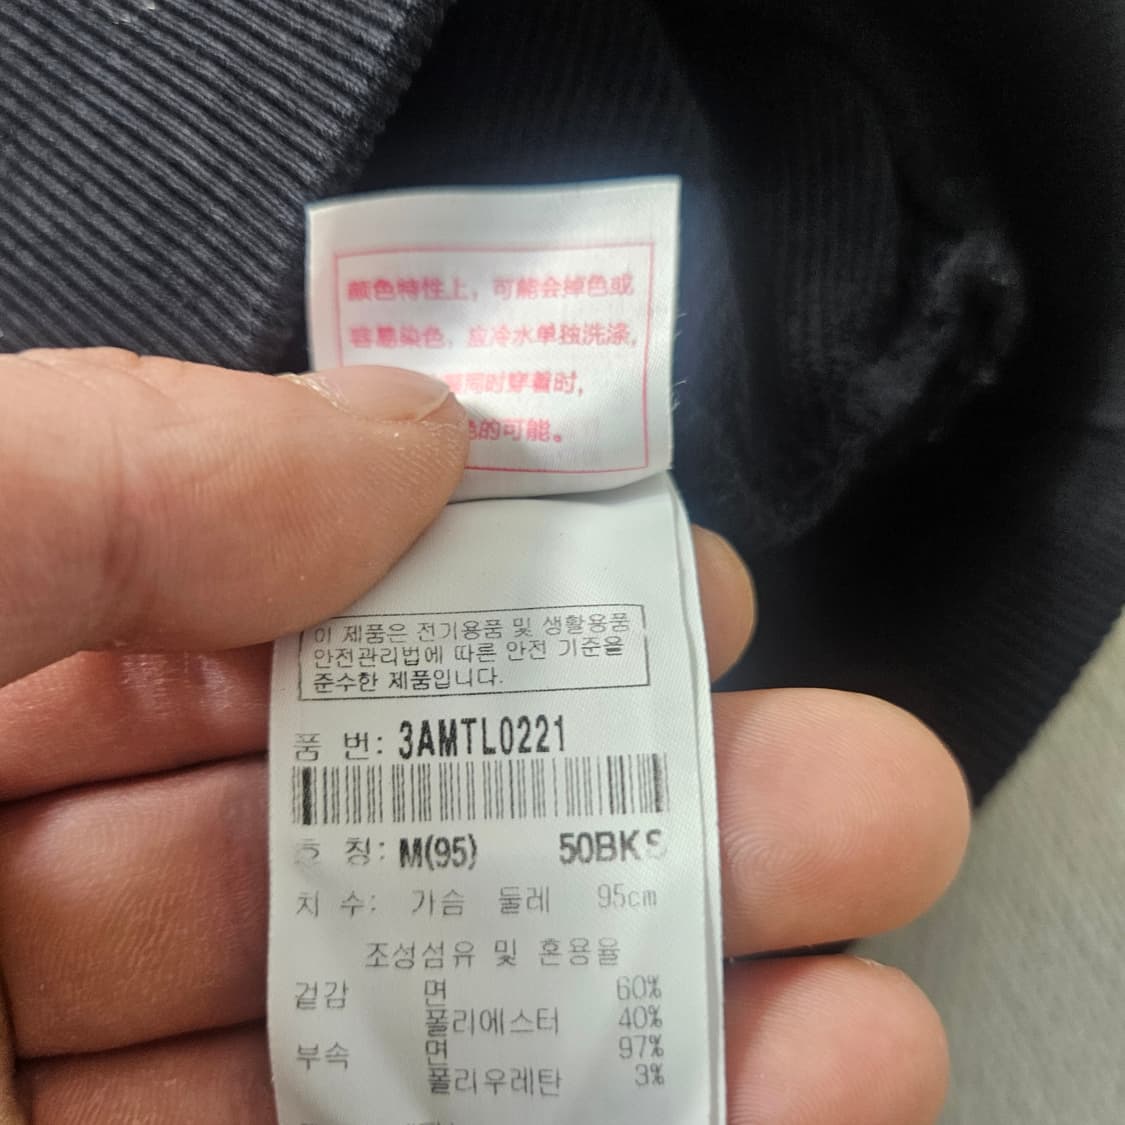 颜色特性上，可能会掉色或
容易染色，应冷水单独洗涤，
同时穿着时，
的可能。
이 제품은 전기용품 및 생활용품
안전관리법에 따른 안전 기준을
준수한 제품입니다.
품 번: 3AMTL0221
호 칭: M(95) 50BKS
치 수: 가슴 둘레 95cm
조성섬유 및 혼용율
겉감 면 60%
폴리에스터 40%
부속 면 97%
폴리우레탄 3%